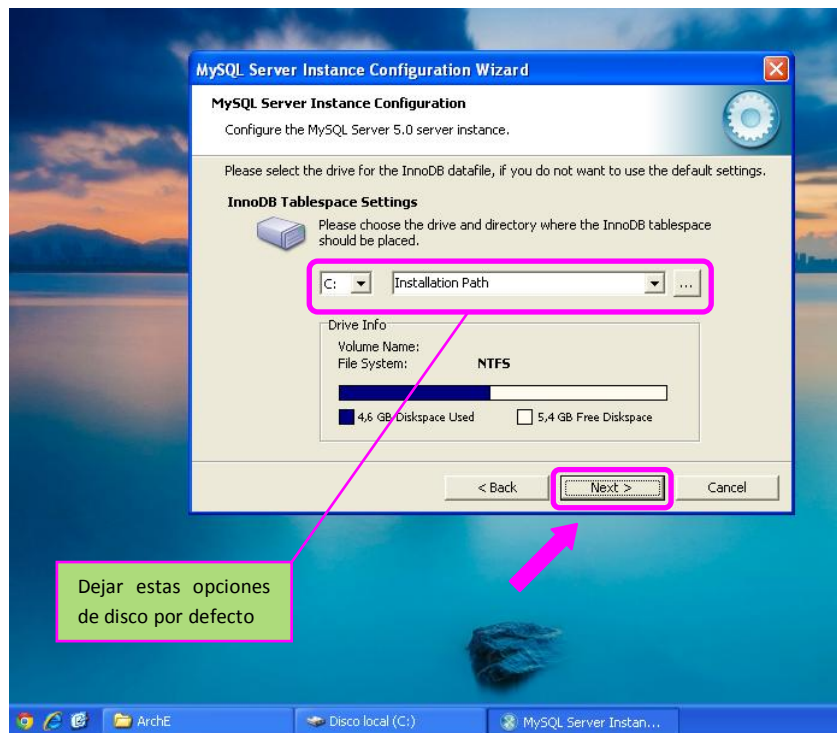 MySQL Server Instance Configuration Wizard
MySQL Server Instance Configuration
Configure the MySQL Server 5.0 server instance.
Please select the drive for the InnoDB datafile, if you do not want to use the default settings.
InnoDB Tablespace Settings
Please choose the drive and directory where the InnoDB tablespace
should be placed.
C: Installation Path ...
Drive Info
Volume Name:
File System: NTFS
4,6 GB Diskspace Used 5,4 GB Free Diskspace
< Back Next > Cancel
Dejar estas opciones
de disco por defecto
ArchE Disco local (C:) MySQL Server Instan...